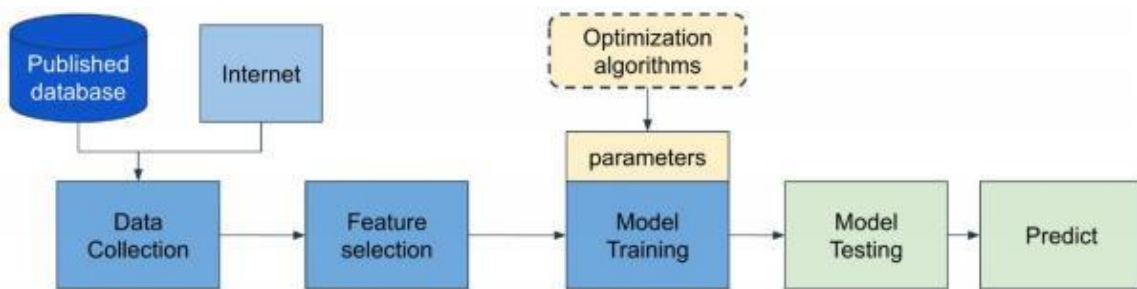 Published
database
Internet
Optimization
algorithms
parameters
Data
Collection
Feature
selection
Model
Training
Model
Testing
Predict